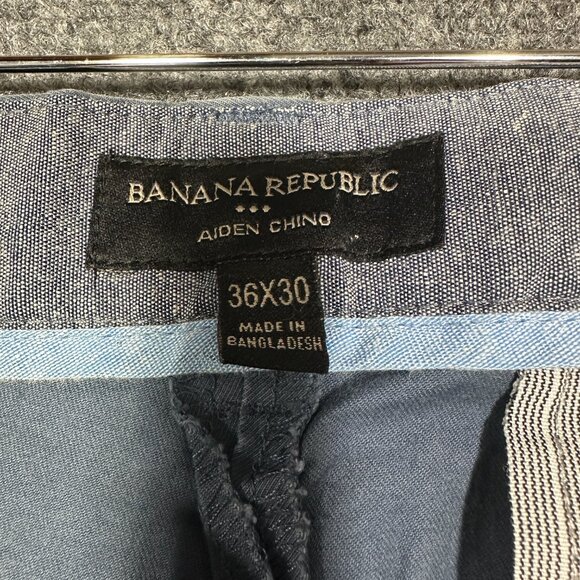 BANANA REPUBLIC
AIDEN CHINO
36X30
MADE IN
BANGLADESH